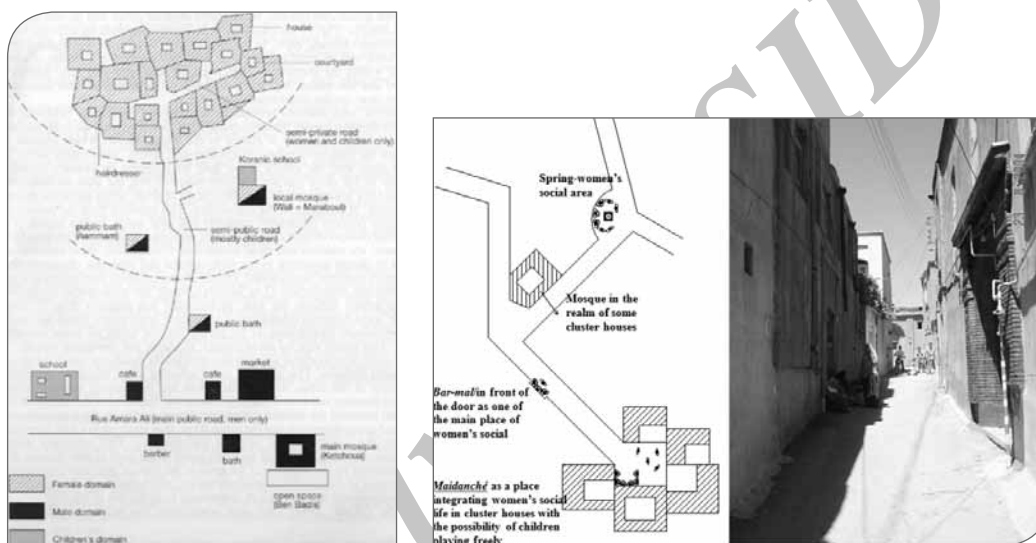 house
courtyard
semi-private road
(women and children only)
hairdresser
Koranic school
local mosque
(Wali = Marabout)
public bath
(hammam)
semi-public road
(mostly children)
public bath
school
cafe
cafe
market
Rue Amara Ali (main public road, men only)
barber
bath
main mosque
(Ketchoua)
open space
Female domain
Male domain
Children's domain
Spring-women's
social area
Mosque in the
realm of some
cluster houses
Bar-mal/in front of
the door as one of
the main place of
women's social
Maidanché as a place
integrating women's social
life in cluster houses with
the possibility of children
playing freely
SID